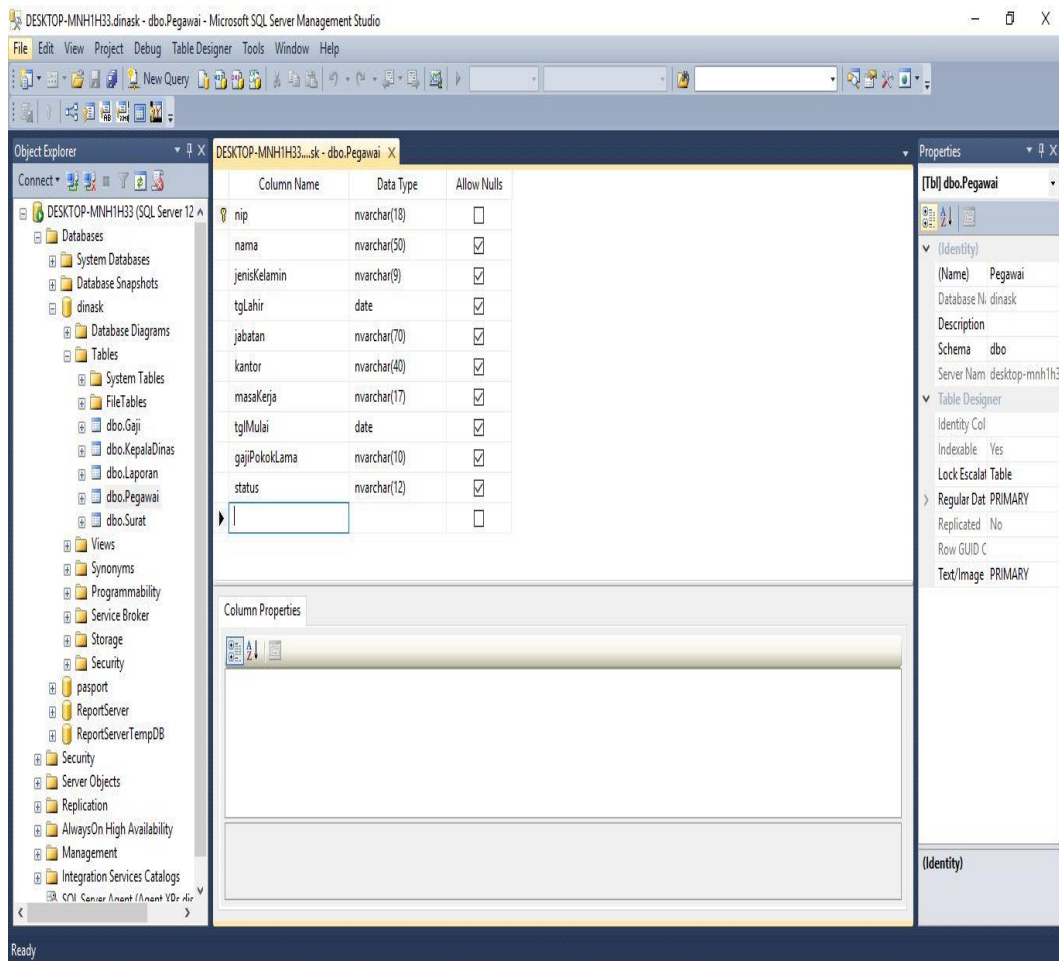 DESKTOP-MNH1H33.dinask - dbo.Pegawai - Microsoft SQL Server Management Studio
File Edit View Project Debug Table Designer Tools Window Help
New Query
Object Explorer
Connect
DESKTOP-MNH1H33 (SQL Server 12
Databases
System Databases
Database Snapshots
dinask
Database Diagrams
Tables
System Tables
FileTables
dbo.Gaji
dbo.KepalaDinas
dbo.Laporan
dbo.Pegawai
dbo.Surat
Views
Synonyms
Programmability
Service Broker
Storage
Security
pasport
ReportServer
ReportServerTempDB
Security
Server Objects
Replication
AlwaysOn High Availability
Management
Integration Services Catalogs
SQL Server Agent (Agent XPs dis
DESKTOP-MNH1H33....sk - dbo.Pegawai X
Column Name Data Type Allow Nulls
nip nvarchar(18)
nama nvarchar(50)
jenisKelamin nvarchar(9)
tgLahir date
jabatan nvarchar(70)
kantor nvarchar(40)
masaKerja nvarchar(17)
tglMulai date
gajiPokokLama nvarchar(10)
status nvarchar(12)
Column Properties
Properties
[Tbl] dbo.Pegawai
(Identity)
(Name) Pegawai
Database Na dinask
Description
Schema dbo
Server Nam desktop-mnh1h3
Table Designer
Identity Col
Indexable Yes
Lock Escalat Table
Regular Dat PRIMARY
Replicated No
Row GUID C
Text/Image PRIMARY
(Identity)
Ready